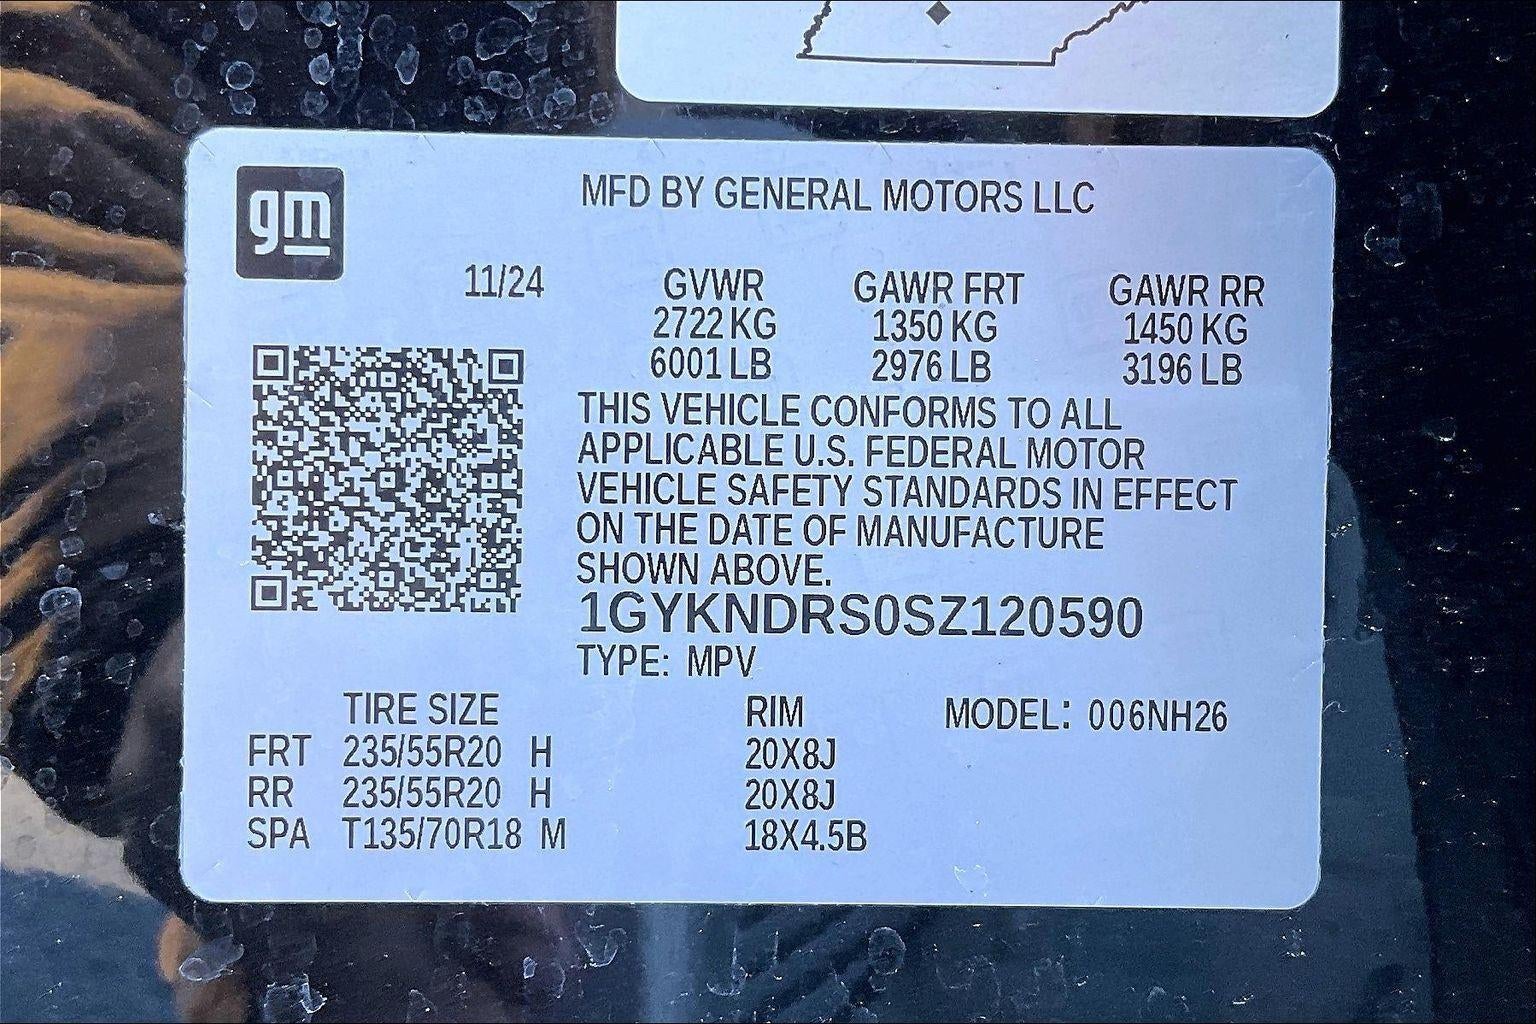 gm
MFD BY GENERAL MOTORS LLC
11/24 GVWR GAWR FRT GAWR RR
2722 KG 1350 KG 1450 KG
6001 LB 2976 LB 3196 LB
THIS VEHICLE CONFORMS TO ALL
APPLICABLE U.S. FEDERAL MOTOR
VEHICLE SAFETY STANDARDS IN EFFECT
ON THE DATE OF MANUFACTURE
SHOWN ABOVE.
1GYKNDRS0SZ120590
TYPE: MPV
TIRE SIZE RIM MODEL: 006NH26
FRT 235/55R20 H 20X8J
RR 235/55R20 H 20X8J
SPA T135/70R18 M 18X4.5B